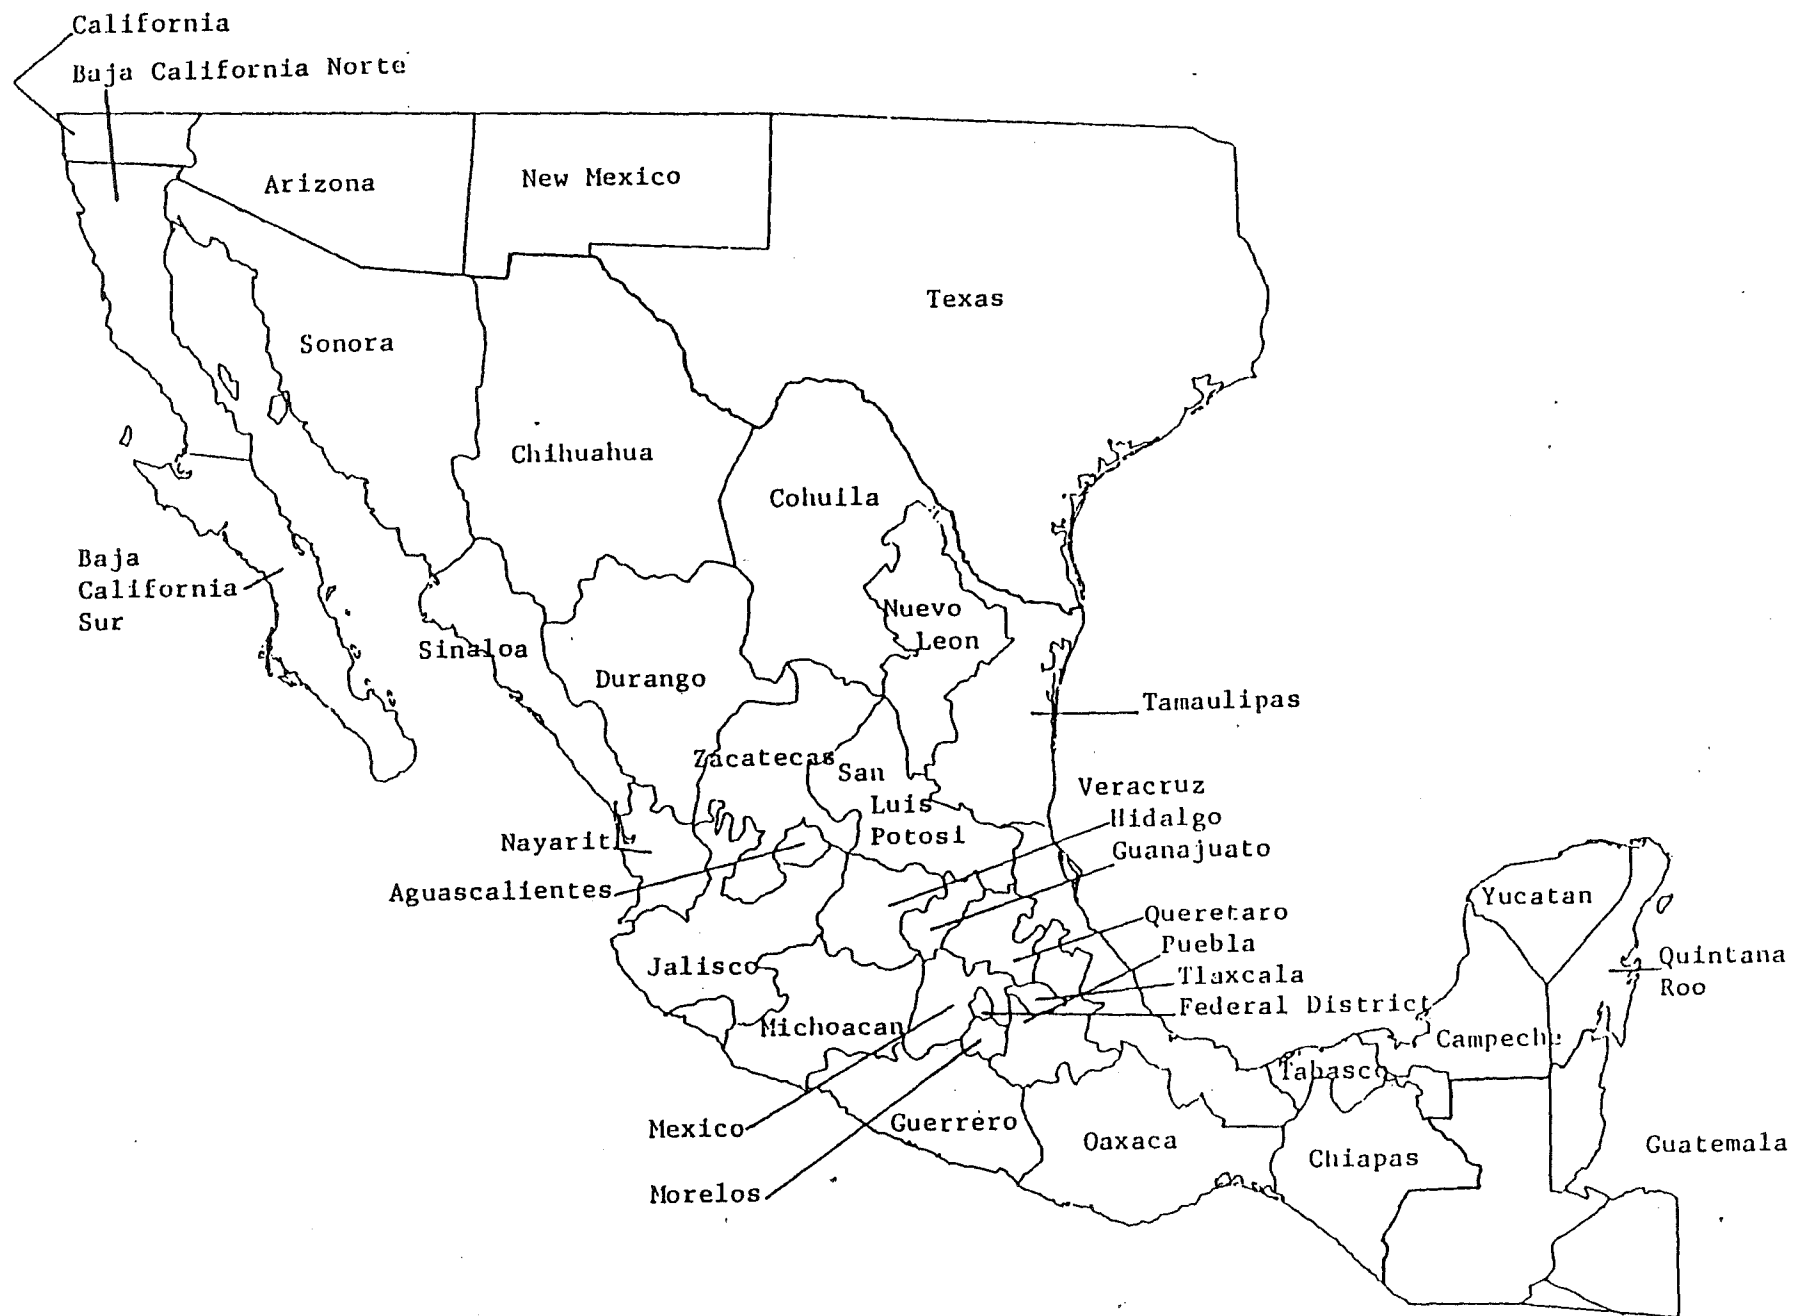 California
Baja California Norte
Arizona
New Mexico
Texas
Sonora
Chihuahua
Cohuila
Baja
California
Sur
Nuevo
Leon
Sinaloa
Durango
Tamaulipas
Zacatecas
San
Luis
Potosi
Veracruz
Hidalgo
Guanajuato
Nayarit
Aguascalientes
Yucatan
Queretaro
Puebla
Jalisco
Tlaxcala
Federal District
Quintana
Roo
Michoacan
Campeche
Tabasco
Mexico
Guerrero
Oaxaca
Chiapas
Guatemala
Morelos